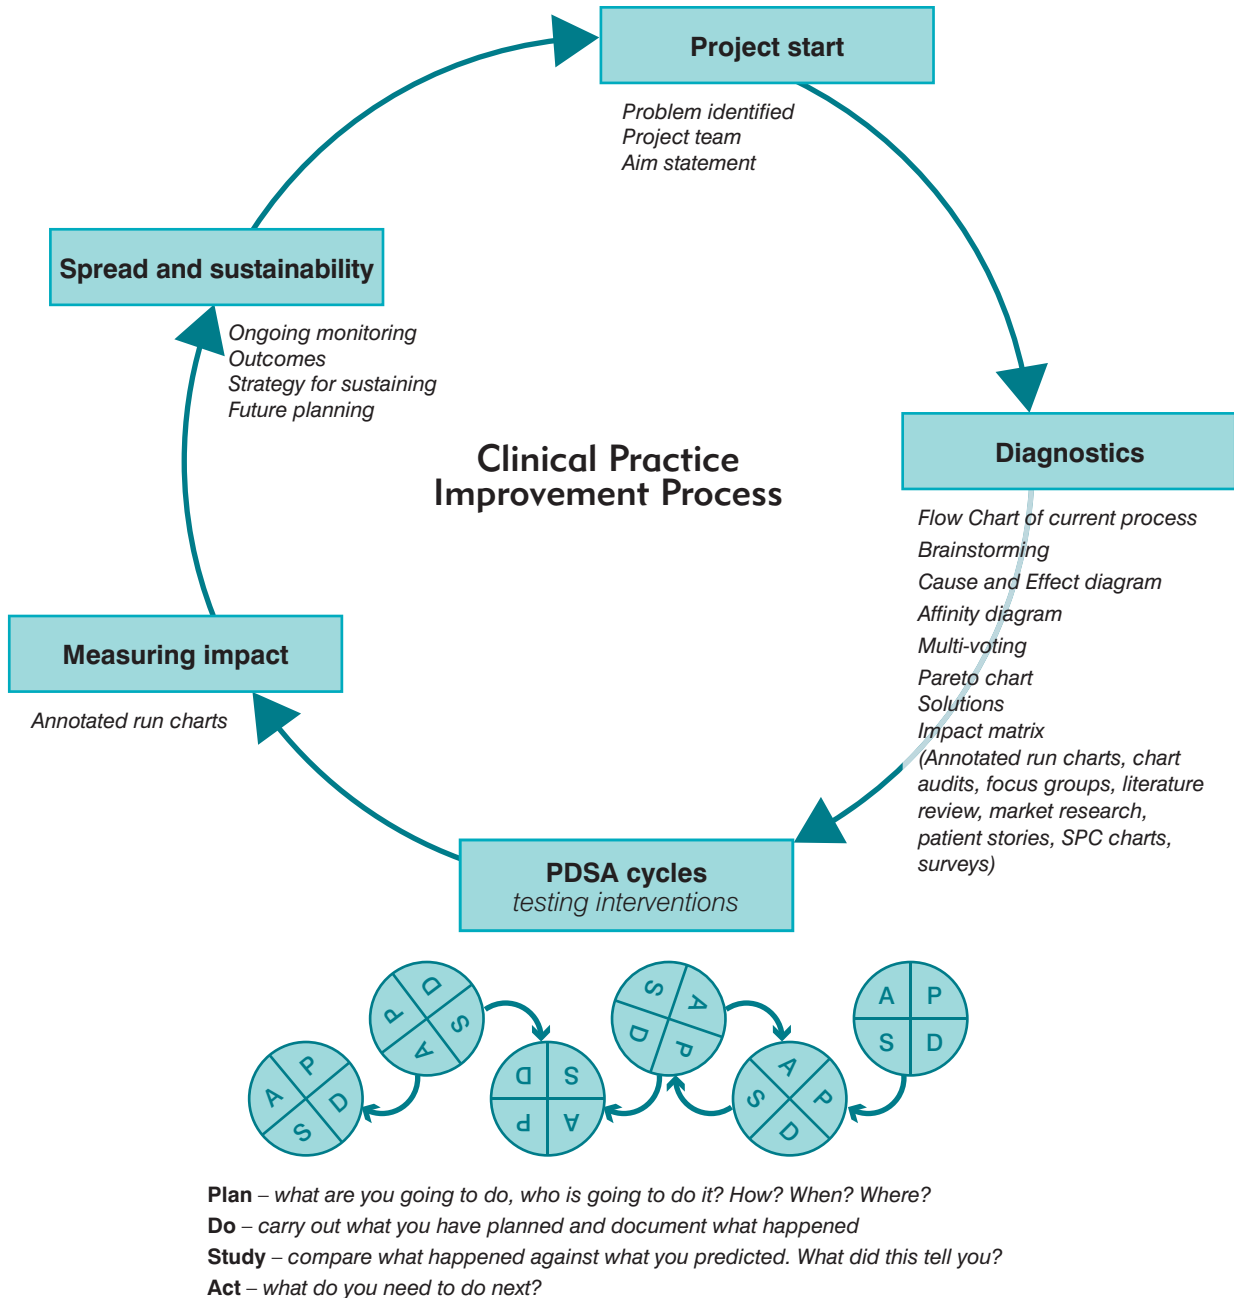 Project start
Problem identified
Project team
Aim statement
Spread and sustainability
Ongoing monitoring
Outcomes
Strategy for sustaining
Future planning
Clinical Practice
Improvement Process
Diagnostics
Flow Chart of current process
Brainstorming
Cause and Effect diagram
Affinity diagram
Multi-voting
Pareto chart
Solutions
Impact matrix
(Annotated run charts, chart
audits, focus groups, literature
review, market research,
patient stories, SPC charts,
surveys)
Measuring impact
Annotated run charts
PDSA cycles
testing interventions
A P
S D
A P
S D
A P
S D
A P
S D
A P
S D
A P
S D
Plan – what are you going to do, who is going to do it? How? When? Where?
Do – carry out what you have planned and document what happened
Study – compare what happened against what you predicted. What did this tell you?
Act – what do you need to do next?